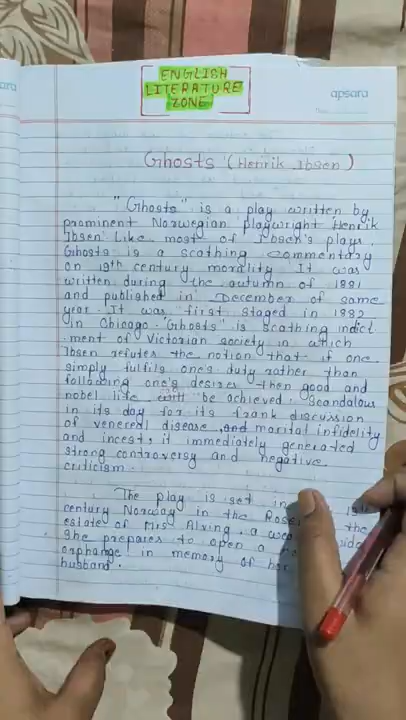 ENGLISH
LITERATURE
ZONE
apsara
ara
Ghosts (Henrik Ibsen)
"Ghosts" is a play written by
prominent Norwegian playwright Henrik
Ibsen. Like most of Ibsen's plays.
Ghosts is a scathing commentary
on 19th century morality. It was
written during the autumn of 1881
and published in December of same
year. It was first staged in 1882
in Chicago. Ghosts is scathing indict
ment of Victorian society in which
Ibsen refutes the notion that if one
simply fulfils one's duty rather than
following one's desires then good and
nobel life will be achieved. Scandalous
in its day for its frank discussion
of venereal disease, and marital infidelity
and incest, it immediately generated
strong controversy and negative
criticism.
The play is set in 19th
century Norway in the the
estate of Mrs Alving, a
She prepares to open a
orphange in memory of her
husband.